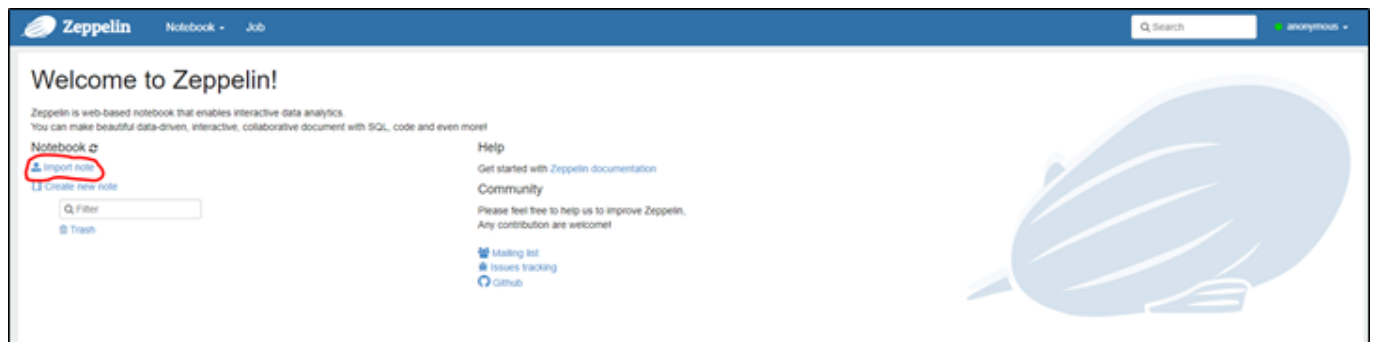 Zeppelin Notebook Job Search anonymous
Welcome to Zeppelin!
Zeppelin is web-based notebook that enables interactive data analytics.
You can make beautiful data-driven, interactive, collaborative document with SQL, code and even more!
Notebook
Import note
Create new note
Filter
Trash
Help
Get started with Zeppelin documentation
Community
Please feel free to help us to improve Zeppelin,
Any contribution are welcome!
Mailing list
Issues tracking
Github